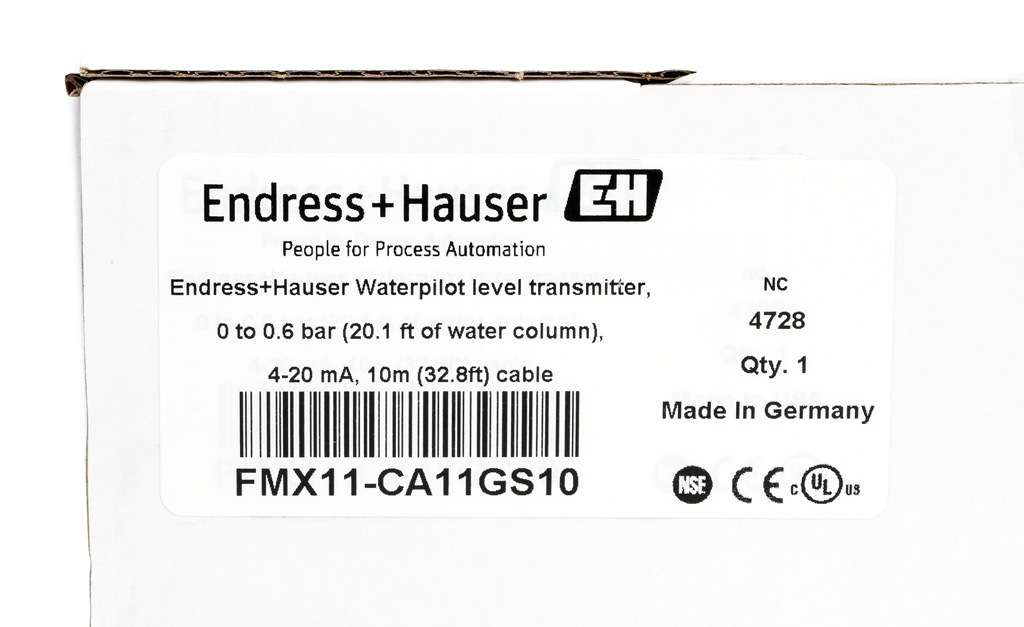 Endress+Hauser EH
People for Process Automation
Endress+Hauser Waterpilot level transmitter,
0 to 0.6 bar (20.1 ft of water column),
4-20 mA, 10m (32.8ft) cable
FMX11-CA11GS10
NC
4728
Qty. 1
Made In Germany
NSF CE c UL us